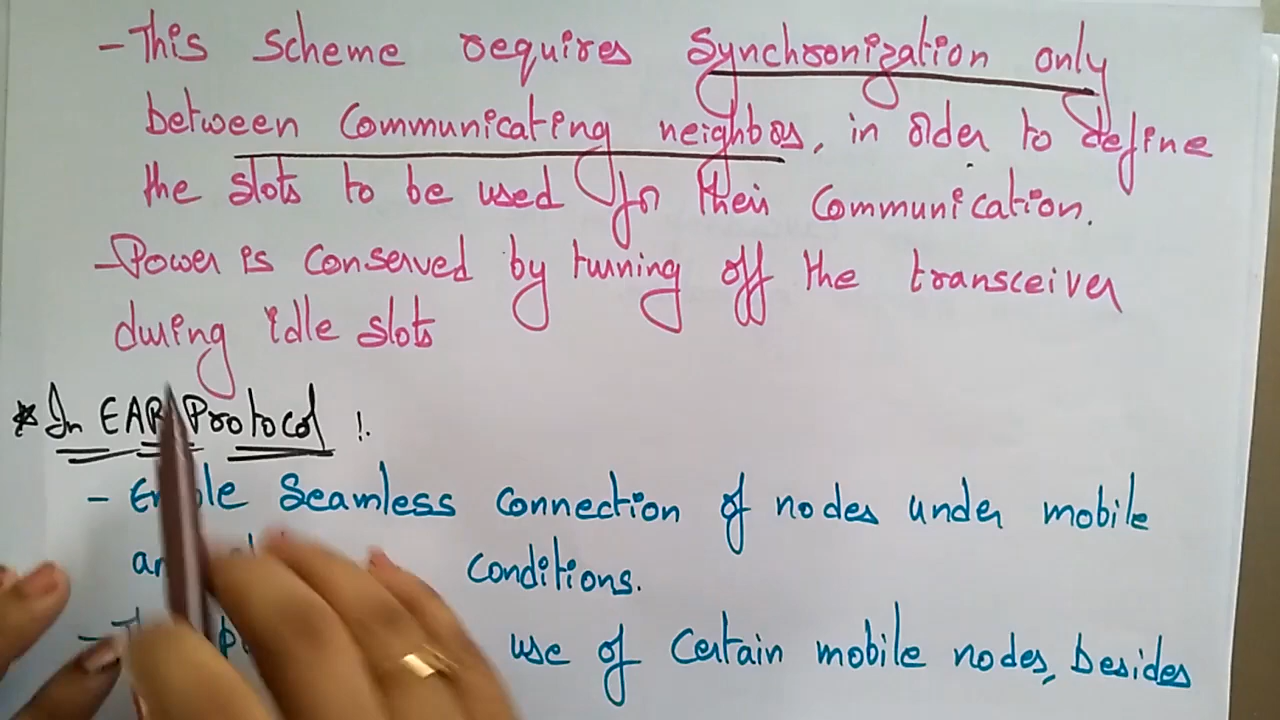 - This scheme requires synchronization only
between communicating neighbos, in order to define
the slots to be used for their communication.
- Power is conserved by turning off the transceiver
during idle slots
* In EAR Protocol :
- Enable seamless connection of nodes under mobile
conditions.
use of certain mobile nodes, besides